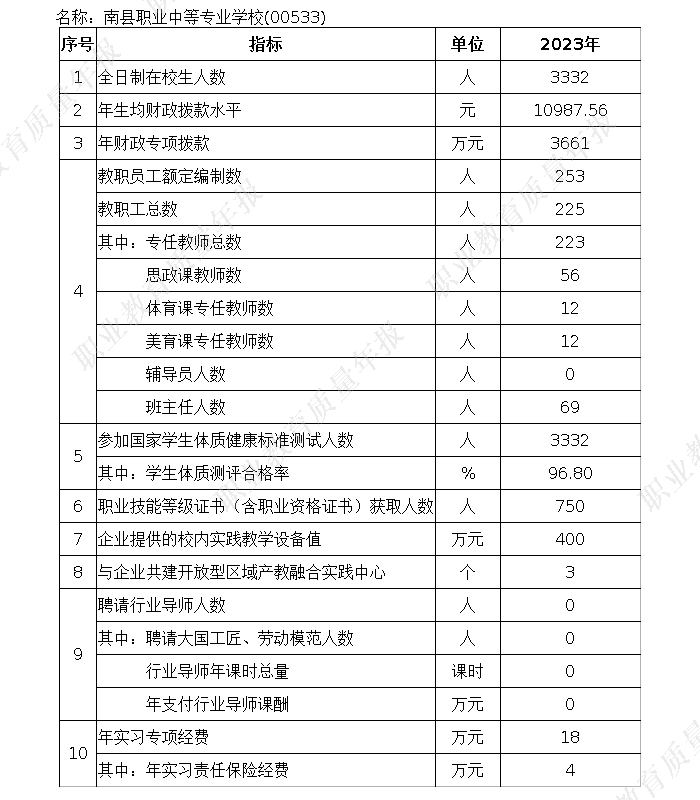 名称：南县职业中等专业学校(00533)
序号 指标 单位 2023年
1 全日制在校生人数 人 3332
2 年生均财政拨款水平 元 10987.56
3 年财政专项拨款 万元 3661
教职员工额定编制数 人 253
教职工总数 人 225
其中：专任教师总数 人 223
思政课教师数 人 56
4 体育课专任教师数 人 12
美育课专任教师数 人 12
辅导员人数 人 0
班主任人数 人 69
5 参加国家学生体质健康标准测试人数 人 3332
其中：学生体质测评合格率 % 96.80
6 职业技能等级证书（含职业资格证书）获取人数 人 750
7 企业提供的校内实践教学设备值 万元 400
8 与企业共建开放型区域产教融合实践中心 个 3
聘请行业导师人数 人 0
9 其中：聘请大国工匠、劳动模范人数 人 0
行业导师年课时总量 课时 0
年支付行业导师课酬 万元 0
10 年实习专项经费 万元 18
其中：年实习责任保险经费 万元 4
职业教育质量年报